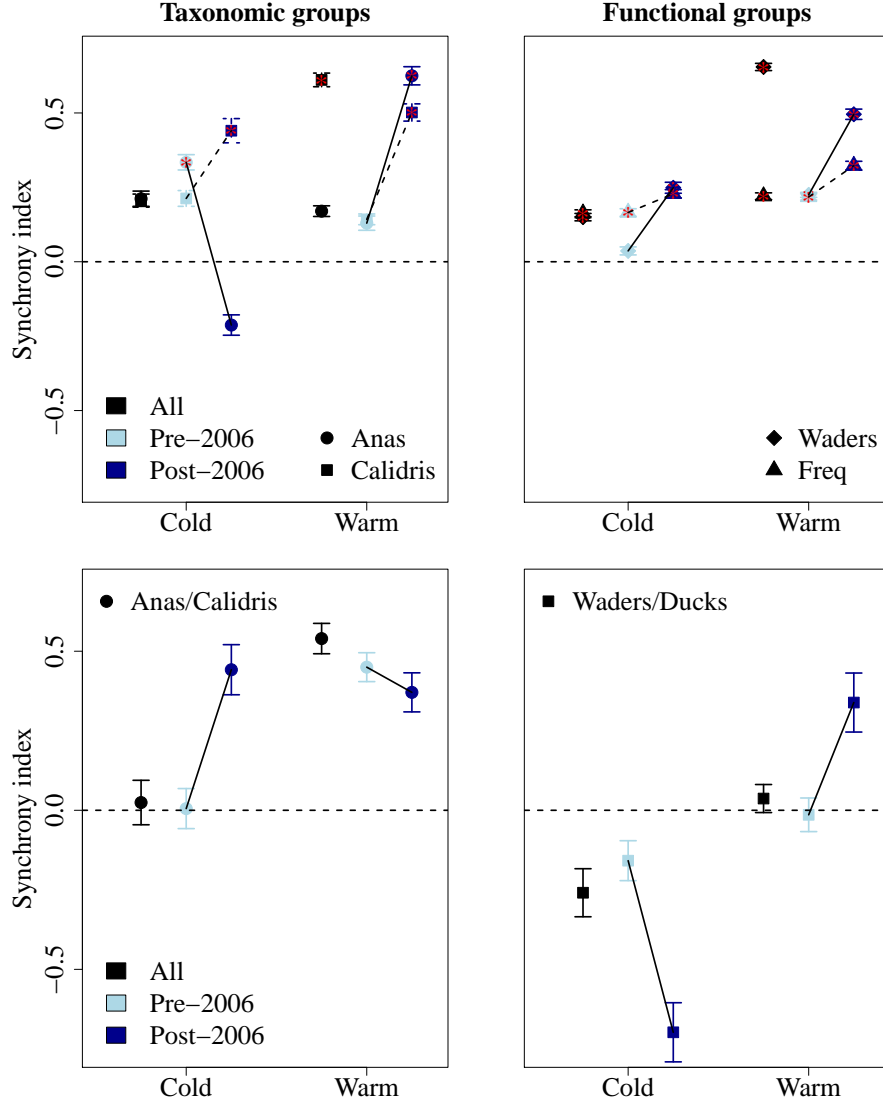 Taxonomic groups
Functional groups
Synchrony index
0.5
0.0
−0.5
All
Pre−2006
Post−2006
Anas
Calidris
Cold
Warm
Waders
Freq
Cold
Warm
Synchrony index
0.5
0.0
−0.5
Anas/Calidris
All
Pre−2006
Post−2006
Cold
Warm
Waders/Ducks
Cold
Warm